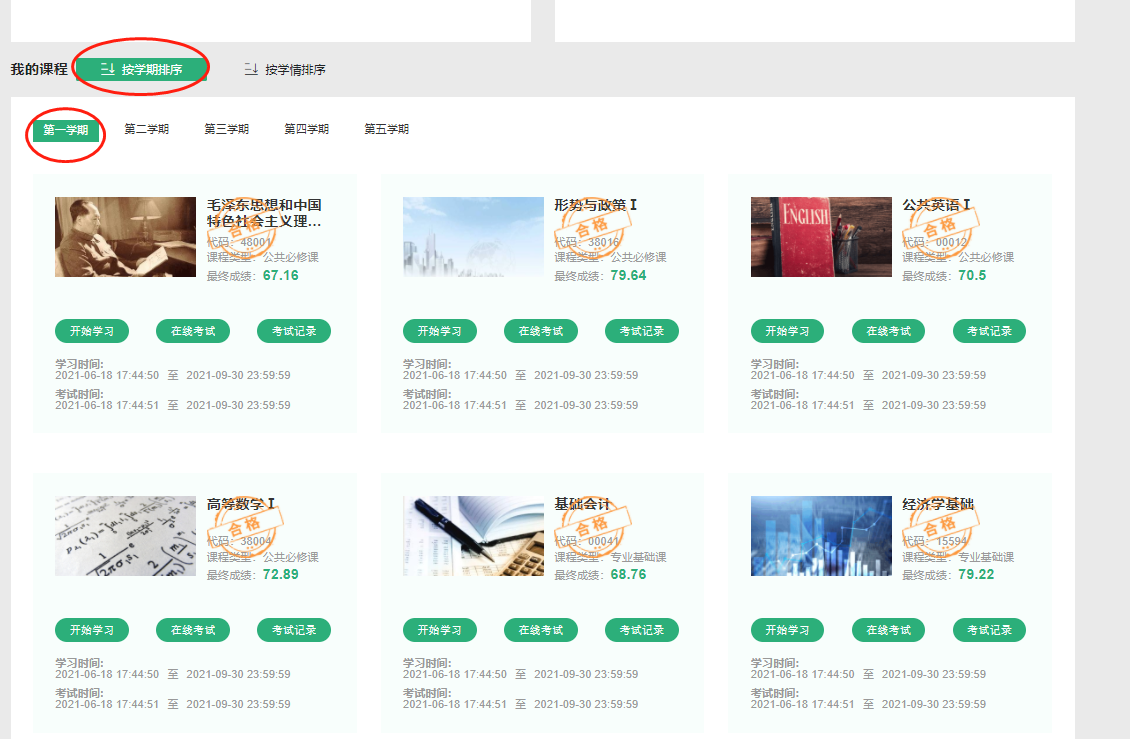 我的课程 按学期排序 按学情排序
第一学期 第二学期 第三学期 第四学期 第五学期
毛泽东思想和中国
特色社会主义理...
合格
代码：48001
课程类型：公共必修课
最终成绩：67.16
开始学习 在线考试 考试记录
学习时间:
2021-06-18 17:44:50 至 2021-09-30 23:59:59
考试时间:
2021-06-18 17:44:51 至 2021-09-30 23:59:59
形势与政策 I
合格
代码：38016
课程类型：公共必修课
最终成绩：79.64
开始学习 在线考试 考试记录
学习时间:
2021-06-18 17:44:50 至 2021-09-30 23:59:59
考试时间:
2021-06-18 17:44:51 至 2021-09-30 23:59:59
ENGLISH
公共英语 I
合格
代码：00012
课程类型：公共必修课
最终成绩：70.5
开始学习 在线考试 考试记录
学习时间:
2021-06-18 17:44:50 至 2021-09-30 23:59:59
考试时间:
2021-06-18 17:44:51 至 2021-09-30 23:59:59
高等数学 I
合格
代码：38004
课程类型：公共必修课
最终成绩：72.89
开始学习 在线考试 考试记录
学习时间:
2021-06-18 17:44:50 至 2021-09-30 23:59:59
考试时间:
2021-06-18 17:44:51 至 2021-09-30 23:59:59
基础会计
合格
代码：00041
课程类型：专业基础课
最终成绩：68.76
开始学习 在线考试 考试记录
学习时间:
2021-06-18 17:44:50 至 2021-09-30 23:59:59
考试时间:
2021-06-18 17:44:51 至 2021-09-30 23:59:59
经济学基础
合格
代码：15594
课程类型：专业基础课
最终成绩：79.22
开始学习 在线考试 考试记录
学习时间:
2021-06-18 17:44:50 至 2021-09-30 23:59:59
考试时间:
2021-06-18 17:44:51 至 2021-09-30 23:59:59